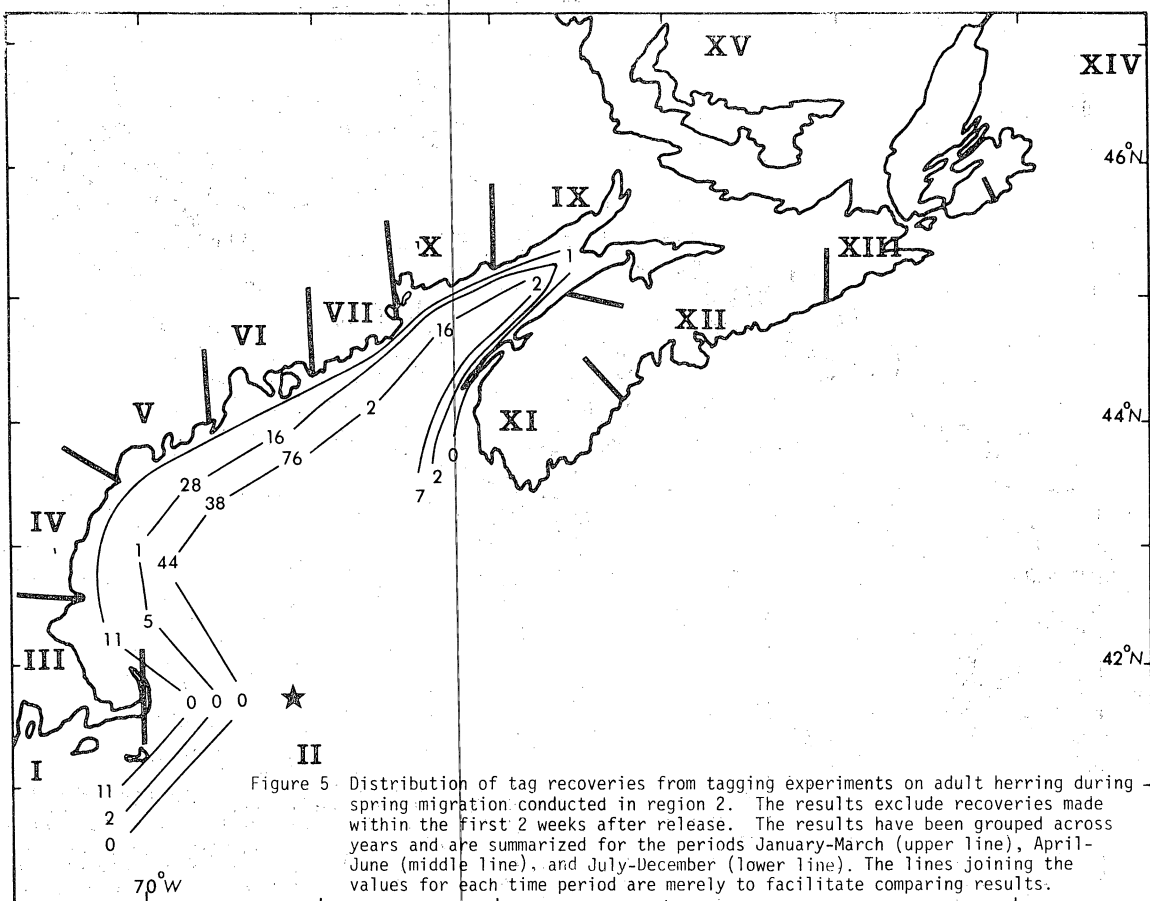 XV
XIV
46°N
IX
X
1
XIII
2
VII
16
XII
VI
2
XI
44°N
V
16
76
0
28
2
38
7
IV
1
44
5
11
III
42°N
0 0 0
II
I
11
2
0
70°W
Figure 5 Distribution of tag recoveries from tagging experiments on adult herring during
spring migration conducted in region 2. The results exclude recoveries made
within the first 2 weeks after release. The results have been grouped across
years and are summarized for the periods January-March (upper line), April-
June (middle line), and July-December (lower line). The lines joining the
values for each time period are merely to facilitate comparing results.